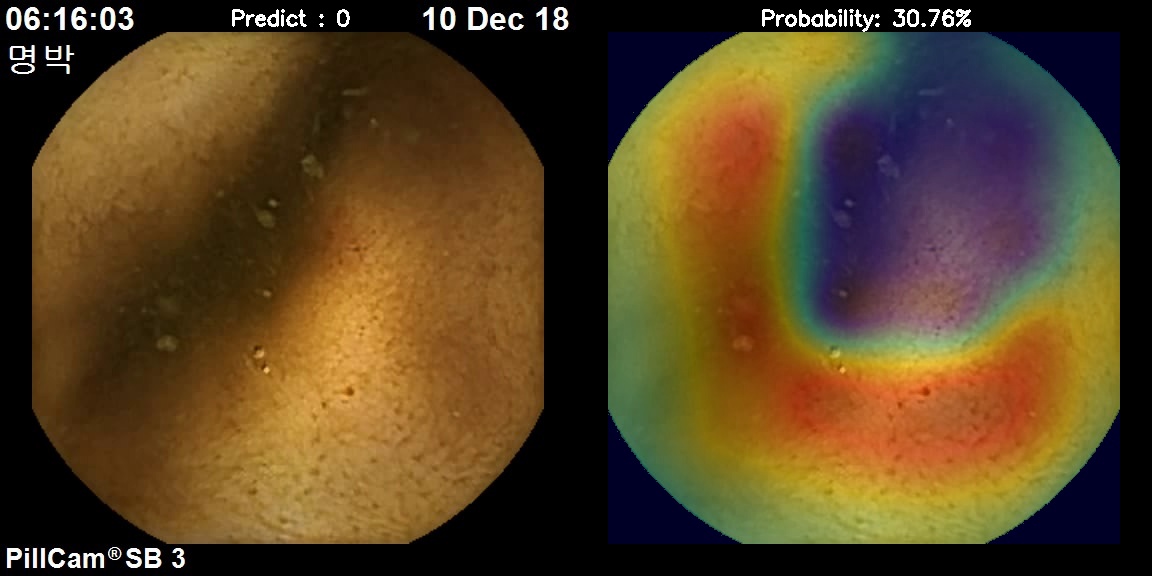 06:16:03 Predict : 0 10 Dec 18 Probability: 30.76%
명박
PillCam® SB 3